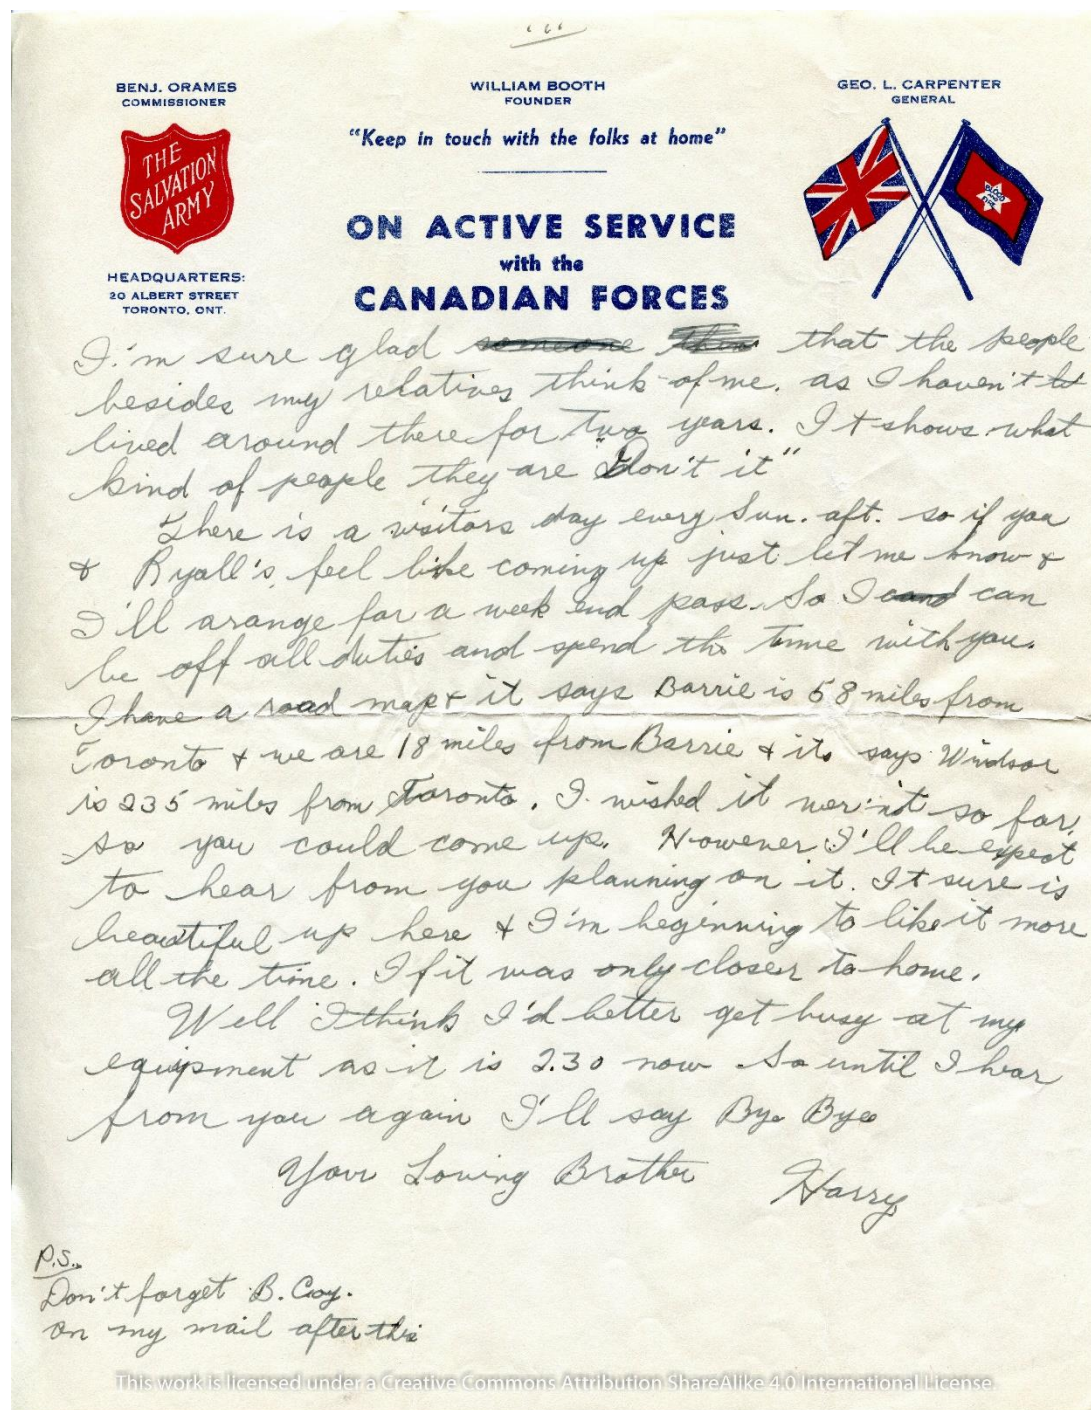 BENJ. ORAMES
COMMISSIONER
THE
SALVATION
ARMY
HEADQUARTERS:
20 ALBERT STREET
TORONTO, ONT.
WILLIAM BOOTH
FOUNDER
"Keep in touch with the folks at home"
ON ACTIVE SERVICE
with the
CANADIAN FORCES
GEO. L. CARPENTER
GENERAL
BLOOD
AND
FIRE
I'm sure glad someone that the people
besides my relatives think of me. as I haven't
lived around there for two years. It shows what
kind of people they are "Don't it"
There is a visitors day every Sun. aft. so if you
& Ryall's feel like coming up just let me know &
I'll arange for a week end pass. So I can
be off all duties and spend the time with you.
I have a road map & it says Barrie is 58 miles from
Toronto & we are 18 miles from Barrie & its says Windsor
is 235 miles from Toronto. I wished it wer'nt so far,
so you could come up. However I'll be expect
to hear from you planning on it. It sure is
beautiful up here & I'm beginning to like it more
all the time. If it was only closer to home.
Well I think I'd better get busy at my
equipment as it is 2.30 now. So until I hear
from you again I'll say Bye Bye
Your Loving Brother Harry
P.S.
Don't forget B. Coy.
on my mail after this
This work is licensed under a Creative Commons Attribution ShareAlike 4.0 International License.